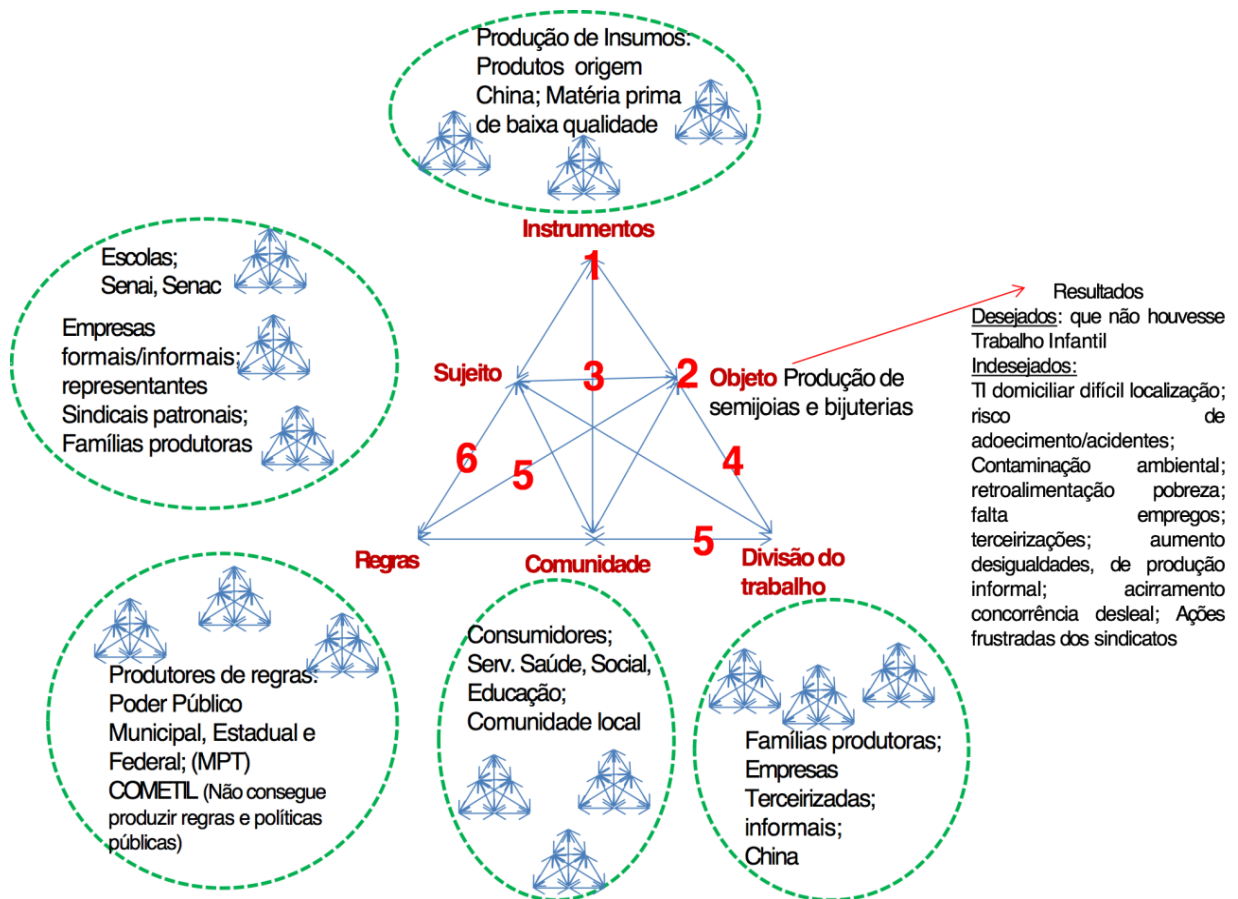 Produção de Insumos:
Produtos origem
China; Matéria prima
de baixa qualidade
Instrumentos
1
Escolas;
Senai, Senac
Empresas
formais/informais;
representantes
Sindicais patronais;
Famílias produtoras
Sujeito
3
2
Objeto Produção de
semijoias e bijuterias
Resultados
Desejados: que não houvesse
Trabalho Infantil
Indesejados:
TI domiciliar difícil localização;
risco de
adoecimento/acidentes;
Contaminação ambiental;
retroalimentação pobreza;
falta empregos;
terceirizações; aumento
desigualdades, de produção
informal; acirramento
concorrência desleal; Ações
frustradas dos sindicatos
6
5
4
Regras
Comunidade
5
Divisão do
trabalho
Produtores de regras:
Poder Público
Municipal, Estadual e
Federal; (MPT)
COMETIL (Não consegue
produzir regras e políticas
públicas)
Consumidores;
Serv. Saúde, Social,
Educação;
Comunidade local
Famílias produtoras;
Empresas
Terceirizadas;
informais;
China